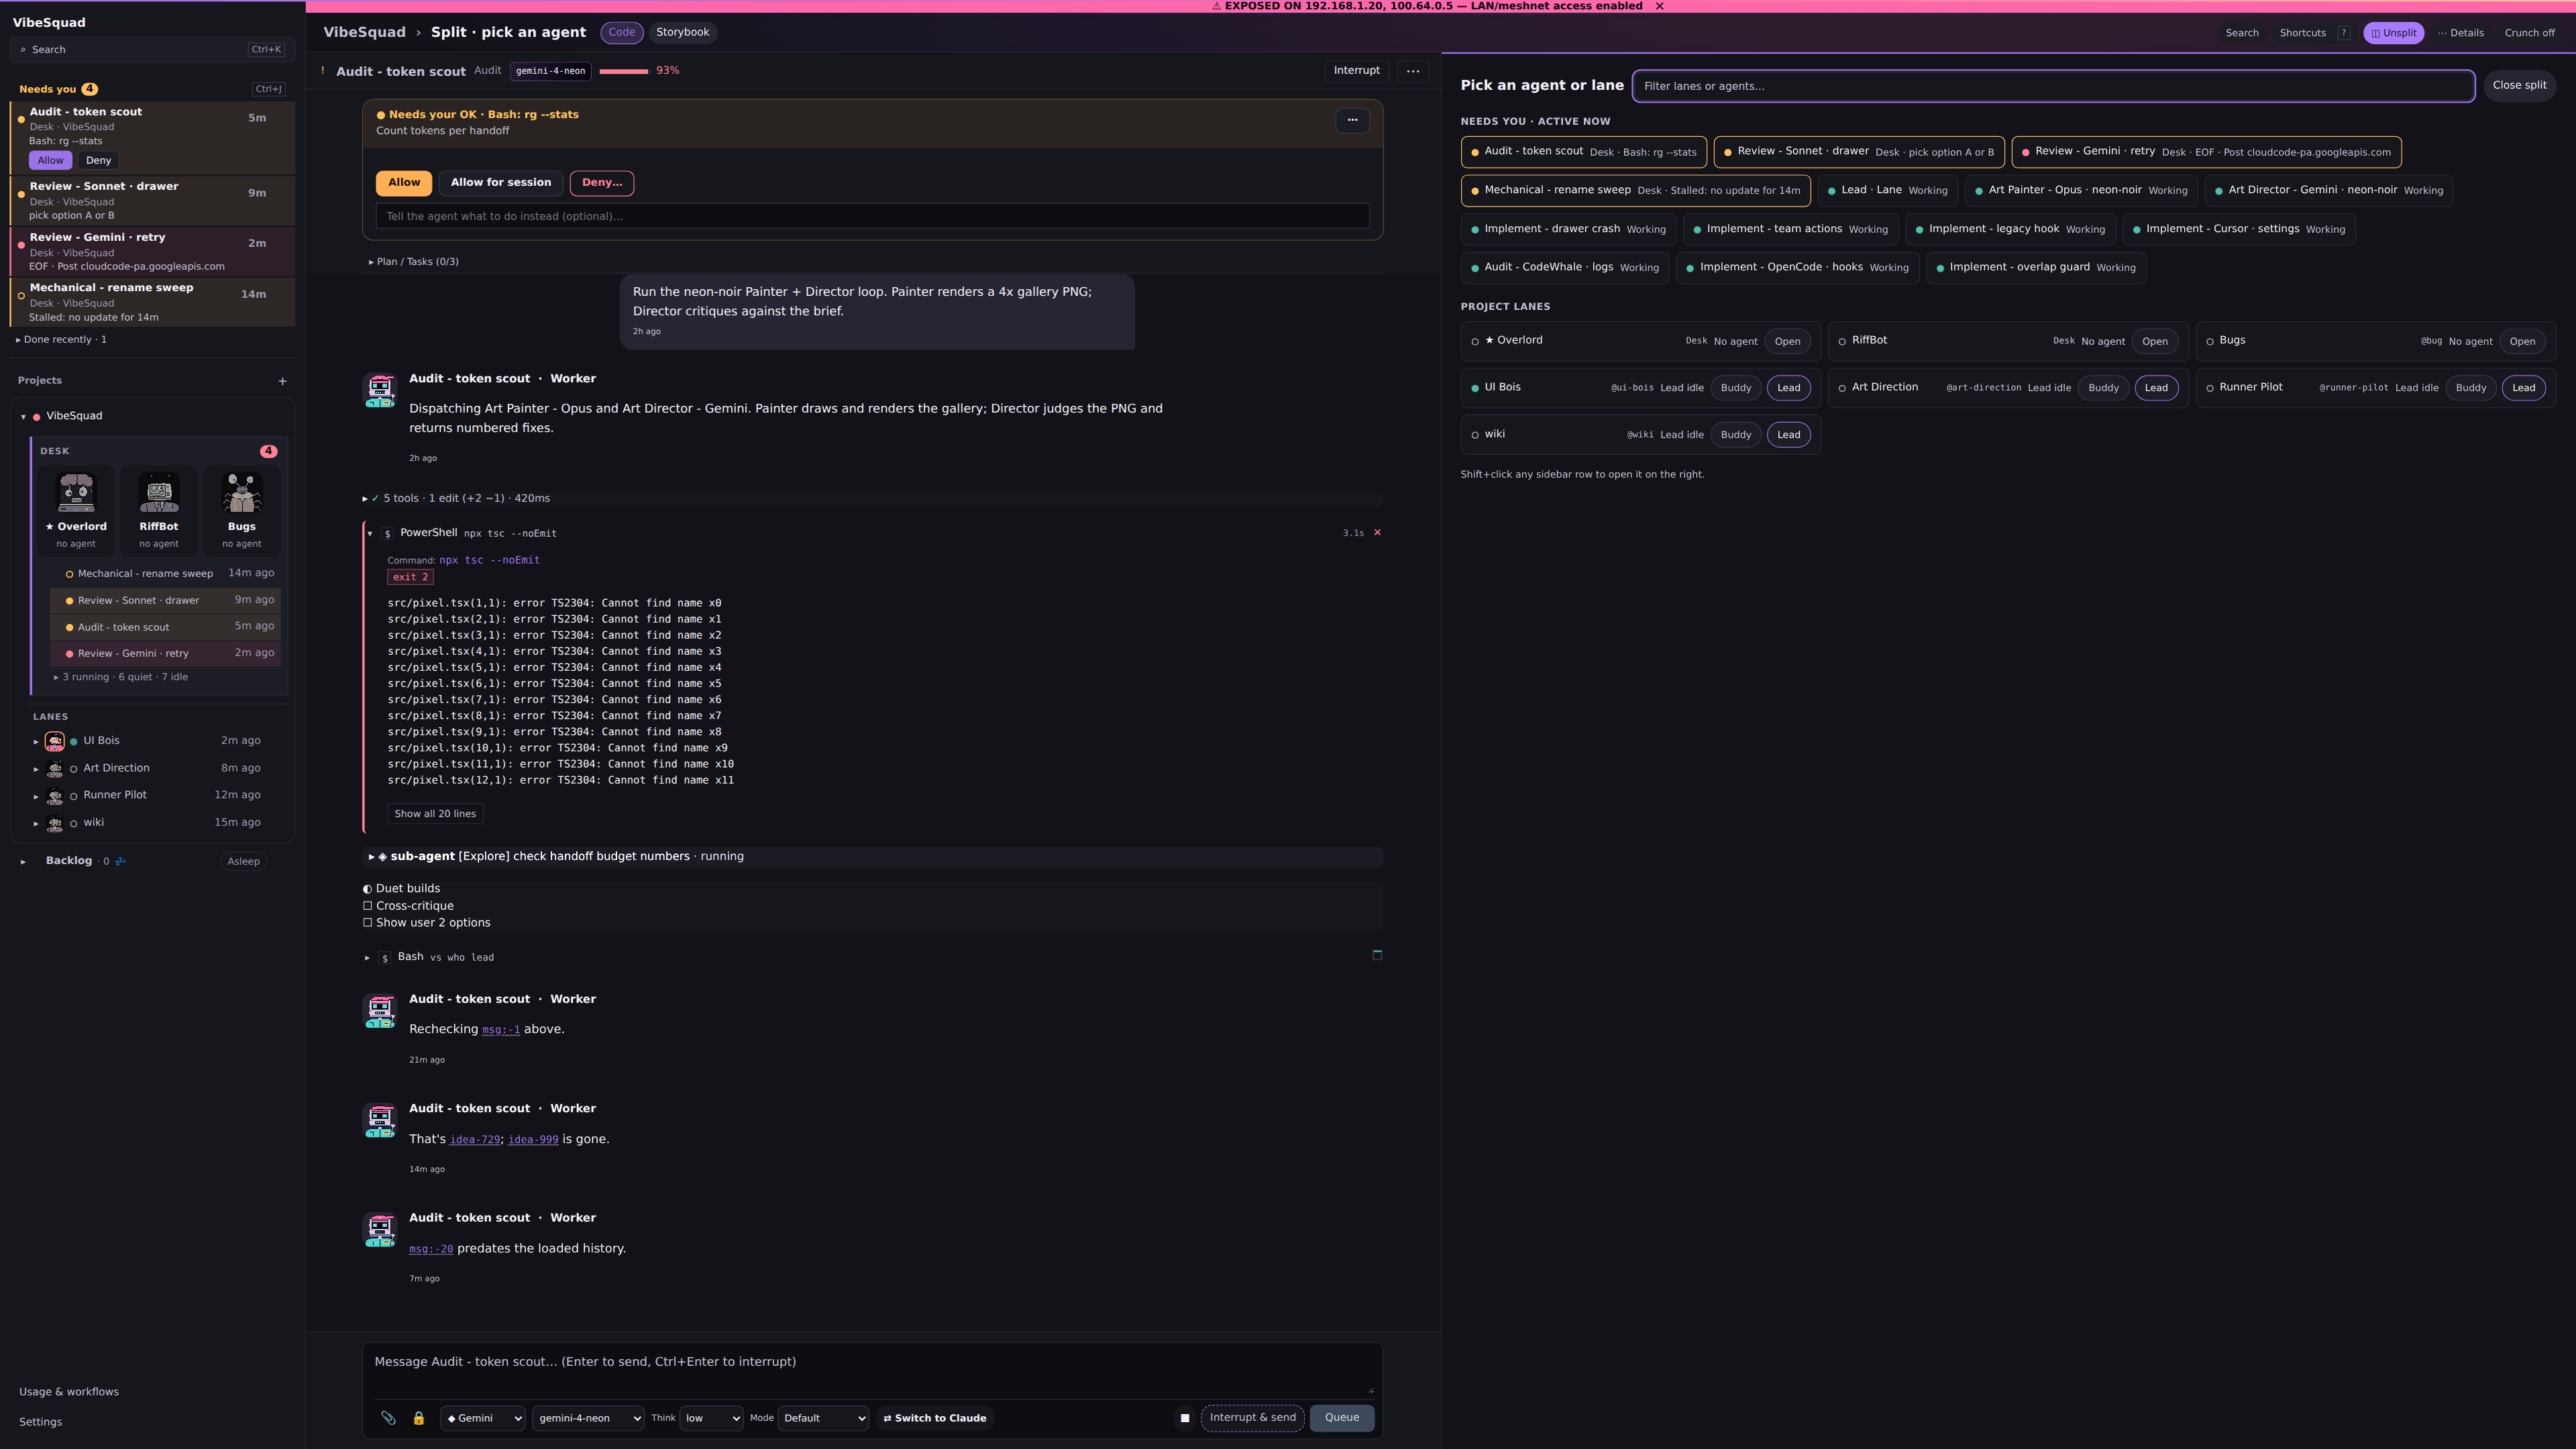 ⚠ EXPOSED ON 192.168.1.20, 100.64.0.5 — LAN/meshnet access enabled ✕
VibeSquad
⌕ Search Ctrl+K
Needs you 4 Ctrl+J
Audit - token scout 5m
Desk · VibeSquad
Bash: rg --stats
Allow Deny
Review - Sonnet · drawer 9m
Desk · VibeSquad
pick option A or B
Review - Gemini · retry 2m
Desk · VibeSquad
EOF · Post cloudcode-pa.googleapis.com
Mechanical - rename sweep 14m
Desk · VibeSquad
Stalled: no update for 14m
▸ Done recently · 1
Projects +
▾ VibeSquad
DESK 4
★ Overlord RiffBot Bugs
no agent no agent no agent
Mechanical - rename sweep 14m ago
Review - Sonnet · drawer 9m ago
Audit - token scout 5m ago
Review - Gemini · retry 2m ago
▸ 3 running · 6 quiet · 7 idle
LANES
▸ UI Bois 2m ago
▸ Art Direction 8m ago
▸ Runner Pilot 12m ago
▸ wiki 15m ago
▸ Backlog · 0 💤 Asleep
Usage & workflows
Settings
VibeSquad › Split · pick an agent Code Storybook
Search Shortcuts ? ◫ Unsplit ⋯ Details Crunch off
! Audit - token scout Audit gemini-4-neon 93% Interrupt ⋯
Needs your OK · Bash: rg --stats ⋯
Count tokens per handoff
Allow Allow for session Deny…
Tell the agent what to do instead (optional)…
▸ Plan / Tasks (0/3)
Run the neon-noir Painter + Director loop. Painter renders a 4x gallery PNG;
Director critiques against the brief.
2h ago
Audit - token scout · Worker
Dispatching Art Painter - Opus and Art Director - Gemini. Painter draws and renders the gallery; Director judges the PNG and
returns numbered fixes.
2h ago
▸ ✓ 5 tools · 1 edit (+2 −1) · 420ms
▾ $ PowerShell npx tsc --noEmit 3.1s ✕
Command: npx tsc --noEmit
exit 2
src/pixel.tsx(1,1): error TS2304: Cannot find name x0
src/pixel.tsx(2,1): error TS2304: Cannot find name x1
src/pixel.tsx(3,1): error TS2304: Cannot find name x2
src/pixel.tsx(4,1): error TS2304: Cannot find name x3
src/pixel.tsx(5,1): error TS2304: Cannot find name x4
src/pixel.tsx(6,1): error TS2304: Cannot find name x5
src/pixel.tsx(7,1): error TS2304: Cannot find name x6
src/pixel.tsx(8,1): error TS2304: Cannot find name x7
src/pixel.tsx(9,1): error TS2304: Cannot find name x8
src/pixel.tsx(10,1): error TS2304: Cannot find name x9
src/pixel.tsx(11,1): error TS2304: Cannot find name x10
src/pixel.tsx(12,1): error TS2304: Cannot find name x11
Show all 20 lines
▸ ◈ sub-agent [Explore] check handoff budget numbers · running
◐ Duet builds
☐ Cross-critique
☐ Show user 2 options
▸ $ Bash vs who lead
Audit - token scout · Worker
Rechecking msg:-1 above.
21m ago
Audit - token scout · Worker
That's idea-729; idea-999 is gone.
14m ago
Audit - token scout · Worker
msg:-20 predates the loaded history.
7m ago
Message Audit - token scout… (Enter to send, Ctrl+Enter to interrupt)
📎 🔒 ◆ Gemini gemini-4-neon Think low Mode Default ⇄ Switch to Claude ■ Interrupt & send Queue
Pick an agent or lane Filter lanes or agents… Close split
NEEDS YOU · ACTIVE NOW
Audit - token scout Desk · Bash: rg --stats Review - Sonnet · drawer Desk · pick option A or B Review - Gemini · retry Desk · EOF · Post cloudcode-pa.googleapis.com
Mechanical - rename sweep Desk · Stalled: no update for 14m Lead · Lane Working Art Painter - Opus · neon-noir Working Art Director - Gemini · neon-noir Working
Implement - drawer crash Working Implement - team actions Working Implement - legacy hook Working Implement - Cursor · settings Working
Audit - CodeWhale · logs Working Implement - OpenCode · hooks Working Implement - overlap guard Working
PROJECT LANES
★ Overlord Desk No agent Open RiffBot Desk No agent Open Bugs @bug No agent Open
UI Bois @ui-bois Lead idle Buddy Lead Art Direction @art-direction Lead idle Buddy Lead Runner Pilot @runner-pilot Lead idle Buddy Lead
wiki @wiki Lead idle Buddy Lead
Shift+click any sidebar row to open it on the right.